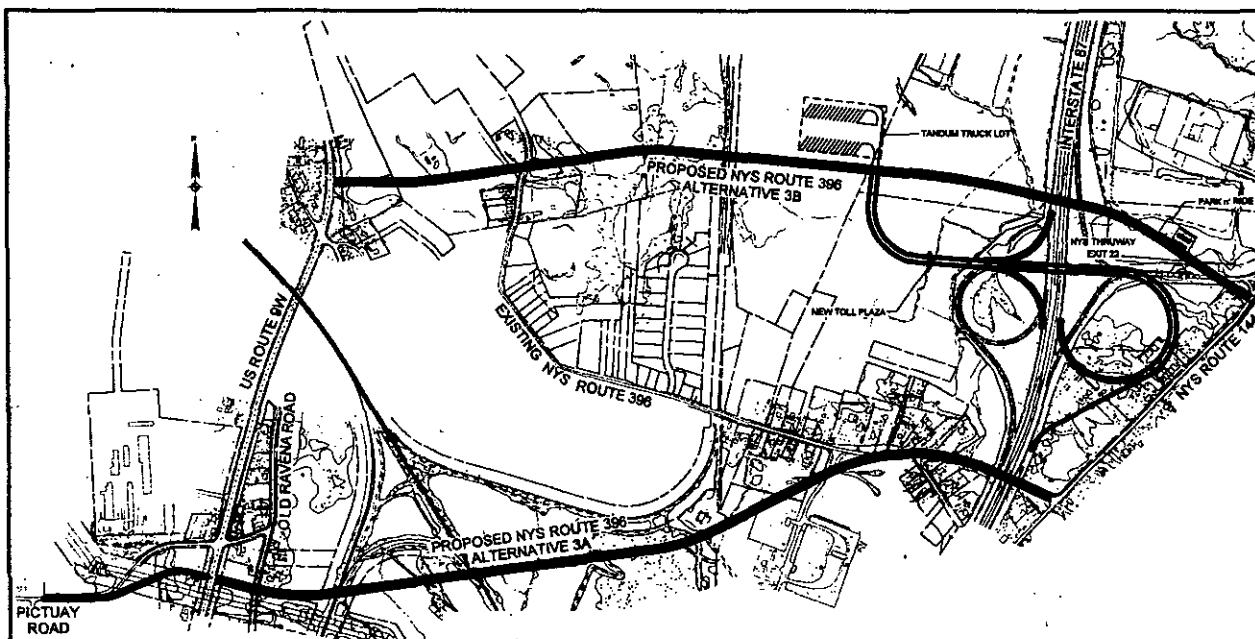 INTERSTATE 87
TANDUM TRUCK LOT
PROPOSED NYS ROUTE 396
ALTERNATIVE 3B
PARK n' RIDE
NYS THRUWAY
EXIT 22
NEW TOLL PLAZA
US ROUTE 9W
EXISTING NYS ROUTE 396
NYS ROUTE 144
OLD RAVENA ROAD
PROPOSED NYS ROUTE 396
ALTERNATIVE 3A
PICTUAY
ROAD